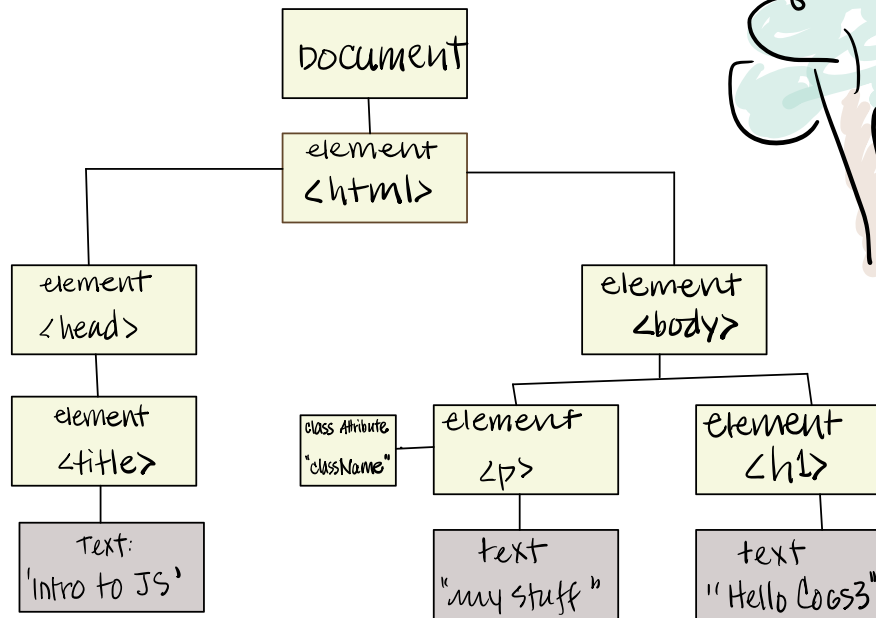 DOCUMENT
element
<html>
element
<head>
element
<body>
element
<title>
class Attribute
"className"
element
<p>
element
<h1>
Text:
'Intro to JS'
text
"my stuff"
text
"Hello COGS3"